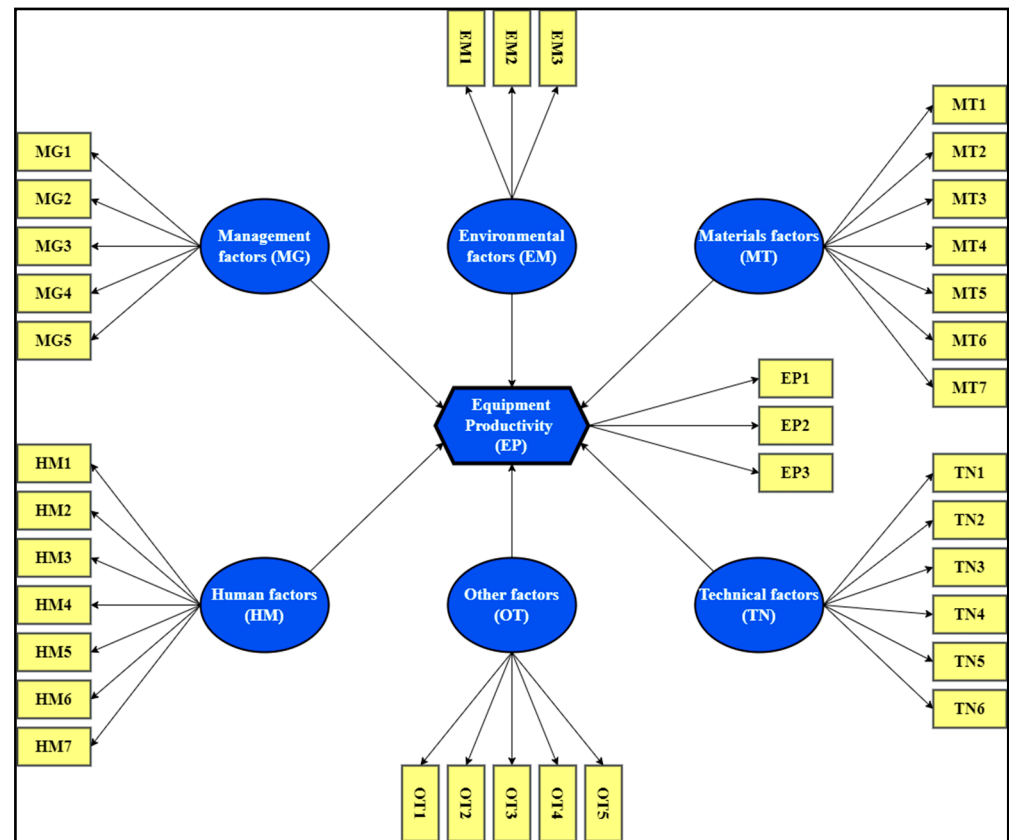 EM1
EM2
EM3
MG1
MG2
MG3
MG4
MG5
Management
factors (MG)
Environmental
factors (EM)
Materials factors
(MT)
MT1
MT2
MT3
MT4
MT5
MT6
MT7
Equipment
Productivity
(EP)
EP1
EP2
EP3
HM1
HM2
HM3
HM4
HM5
HM6
HM7
Human factors
(HM)
Other factors
(OT)
Technical factors
(TN)
TN1
TN2
TN3
TN4
TN5
TN6
OT1
OT2
OT3
OT4
OT5